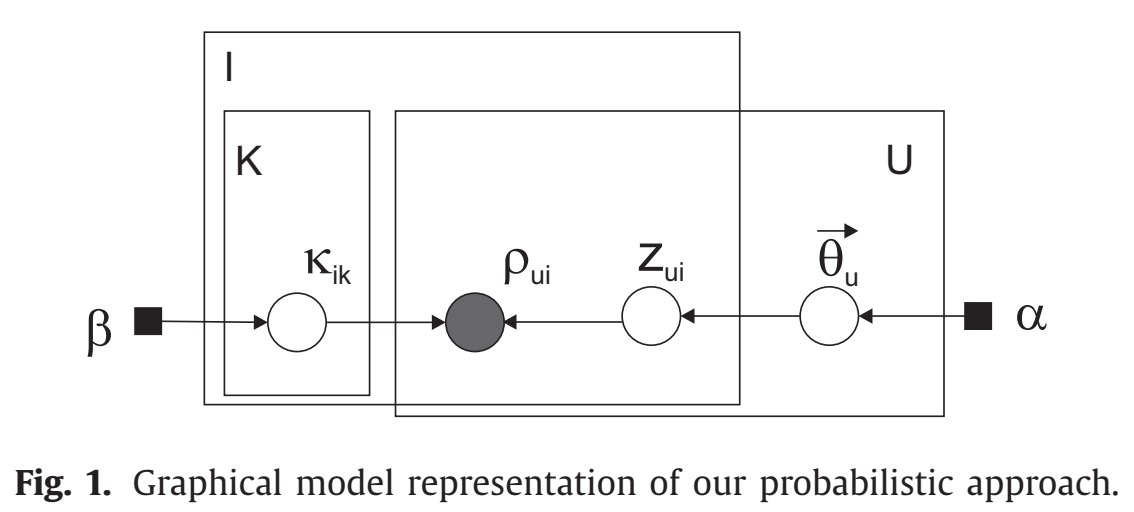 I
K
U
κik
ρui
zui
θu
β
α
Fig. 1. Graphical model representation of our probabilistic approach.